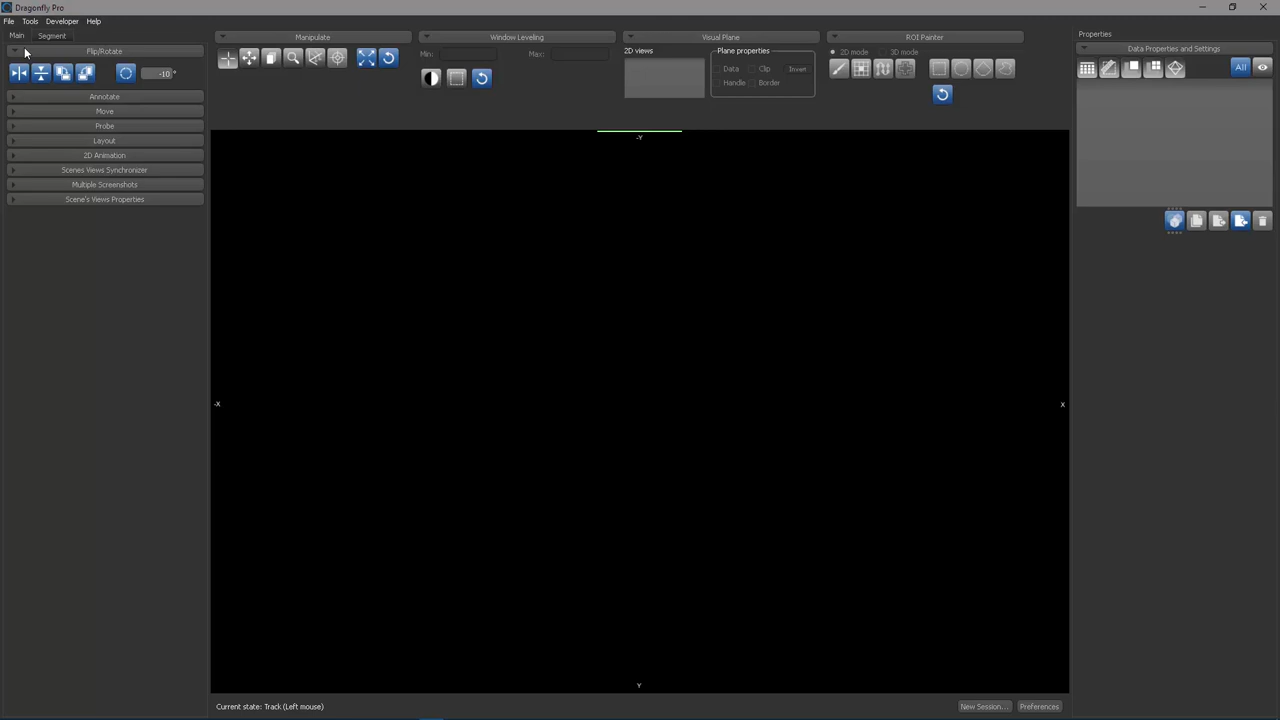 Dragonfly Pro
File Tools Developer Help
Main Segment
Flip/Rotate
-10 °
Annotate
Move
Probe
Layout
2D Animation
Scenes Views Synchronizer
Multiple Screenshots
Scene's Views Properties
Manipulate
Window Leveling
Min: Max:
Visual Plane
2D views
Plane properties
Data Clip Invert
Handle Border
ROI Painter
2D mode 3D mode
Properties
Data Properties and Settings
All
-Y
-X
X
Y
Current state: Track (Left mouse)
New Session... Preferences